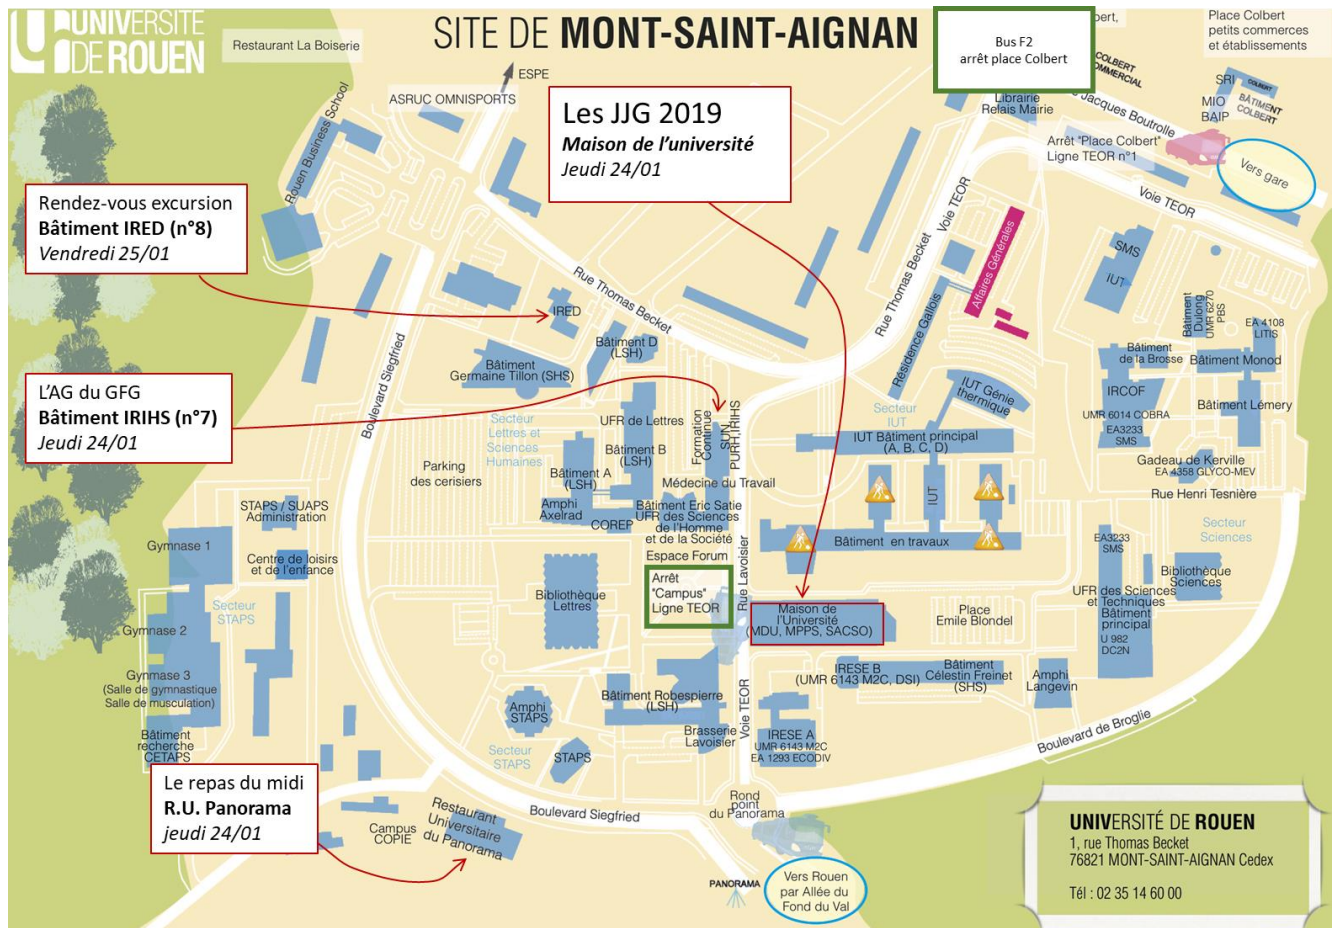 UNIVERSITÉ
DE ROUEN
Restaurant La Boiserie
SITE DE MONT-SAINT-AIGNAN
Bus F2
arrêt place Colbert
bert,
Place Colbert
petits commerces
et établissements
COLBERT
OMMERCIAL
Librairie
Relais Mairie
Jacques Boutrolle
SRI
COLBERT
MIO
BAIP
BÂTIMENT
COLBERT
Arrêt "Place Colbert"
Ligne TEOR n°1
Vers gare
Voie TEOR
ESPE
ASRUC OMNISPORTS
Rouen Business School
Les JJG 2019
Maison de l'université
Jeudi 24/01
Rendez-vous excursion
Bâtiment IRED (n°8)
Vendredi 25/01
L'AG du GFG
Bâtiment IRIHS (n°7)
Jeudi 24/01
Rue Thomas Becket
Rue Thomas Becket
Voie TEOR
Affaires Générales
Résidence Gallois
SMS
IUT
Bâtiment
Dulong
UMR 6270
PBS
EA 4108
LITIS
Bâtiment
de la Brosse
Bâtiment Monod
IRCOF
UMR 6014 COBRA
EA3233
SMS
Bâtiment Lémery
Gadeau de Kerville
EA 4358 GLYCO-MEV
Rue Henri Tesnière
IRED
Bâtiment D
(LSH)
Bâtiment
Germaine Tillon (SHS)
Boulevard Siegfried
Secteur
Lettres et
Sciences
Humaines
UFR de Lettres
Formation
Continue
SUN,
PURH,IRIHS
Bâtiment B
(LSH)
Bâtiment A
(LSH)
Parking
des cerisiers
Médecine du Travail
Amphi
Axelrad
COREP
Bâtiment Eric Satie
UFR des Sciences
de l'Homme
et de la Société
Espace Forum
Secteur
IUT
IUT Génie
thermique
IUT Bâtiment principal
(A, B, C, D)
IUT
Bâtiment en travaux
Rue Lavoisier
STAPS / SUAPS
Administration
Gymnase 1
Centre de loisirs
et de l'enfance
Secteur
STAPS
Gymnase 2
Gymnase 3
(Salle de gymnastique
Salle de musculation)
Bâtiment
recherche
CETAPS
Bibliothèque
Lettres
Arrêt
"Campus"
Ligne TEOR
Maison de
l'Université
(MDU, MPPS, SACSO)
Place
Emile Blondel
Secteur
Sciences
EA3233
SMS
Bibliothèque
Sciences
UFR des Sciences
et Techniques
Bâtiment
principal
U 982
DC2N
IRESE B
(UMR 6143 M2C, DSI)
Bâtiment
Célestin Freinet
(SHS)
Amphi
Langevin
Amphi
STAPS
Bâtiment Robespierre
(LSH)
Brasserie
Lavoisier
Voie TEOR
IRESE A
UMR 6143 M2C
EA 1293 ECODIV
Secteur
STAPS
STAPS
Boulevard de Broglie
Le repas du midi
R.U. Panorama
jeudi 24/01
Restaurant
Universitaire
du Panorama
Campus
COPIE
Boulevard Siegfried
Rond
point
du Panorama
PANORAMA
Vers Rouen
par Allée du
Fond du Val
UNIVERSITÉ DE ROUEN
1, rue Thomas Becket
76821 MONT-SAINT-AIGNAN Cedex
Tél : 02 35 14 60 00